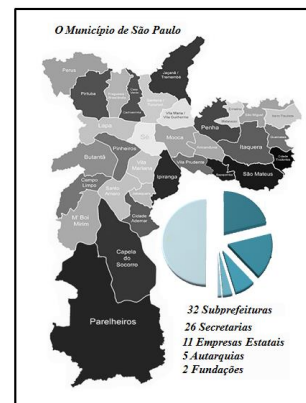 O Município de São Paulo
Jaçanã / Tremembé
Perus
Pirituba
Casa Verde
Vila Maria / Vila Guilherme
Penha
Lapa
Sé
Mooca
Itaquera
Butantã
Pinheiros
Vila Mariana
Vila Prudente
São Mateus
Ipiranga
Campo Limpo
Santo Amaro
Cidade Ademar
M' Boi Mirim
Capela do Socorro
Parelheiros
32 Subprefeituras
26 Secretarias
11 Empresas Estatais
5 Autarquias
2 Fundações